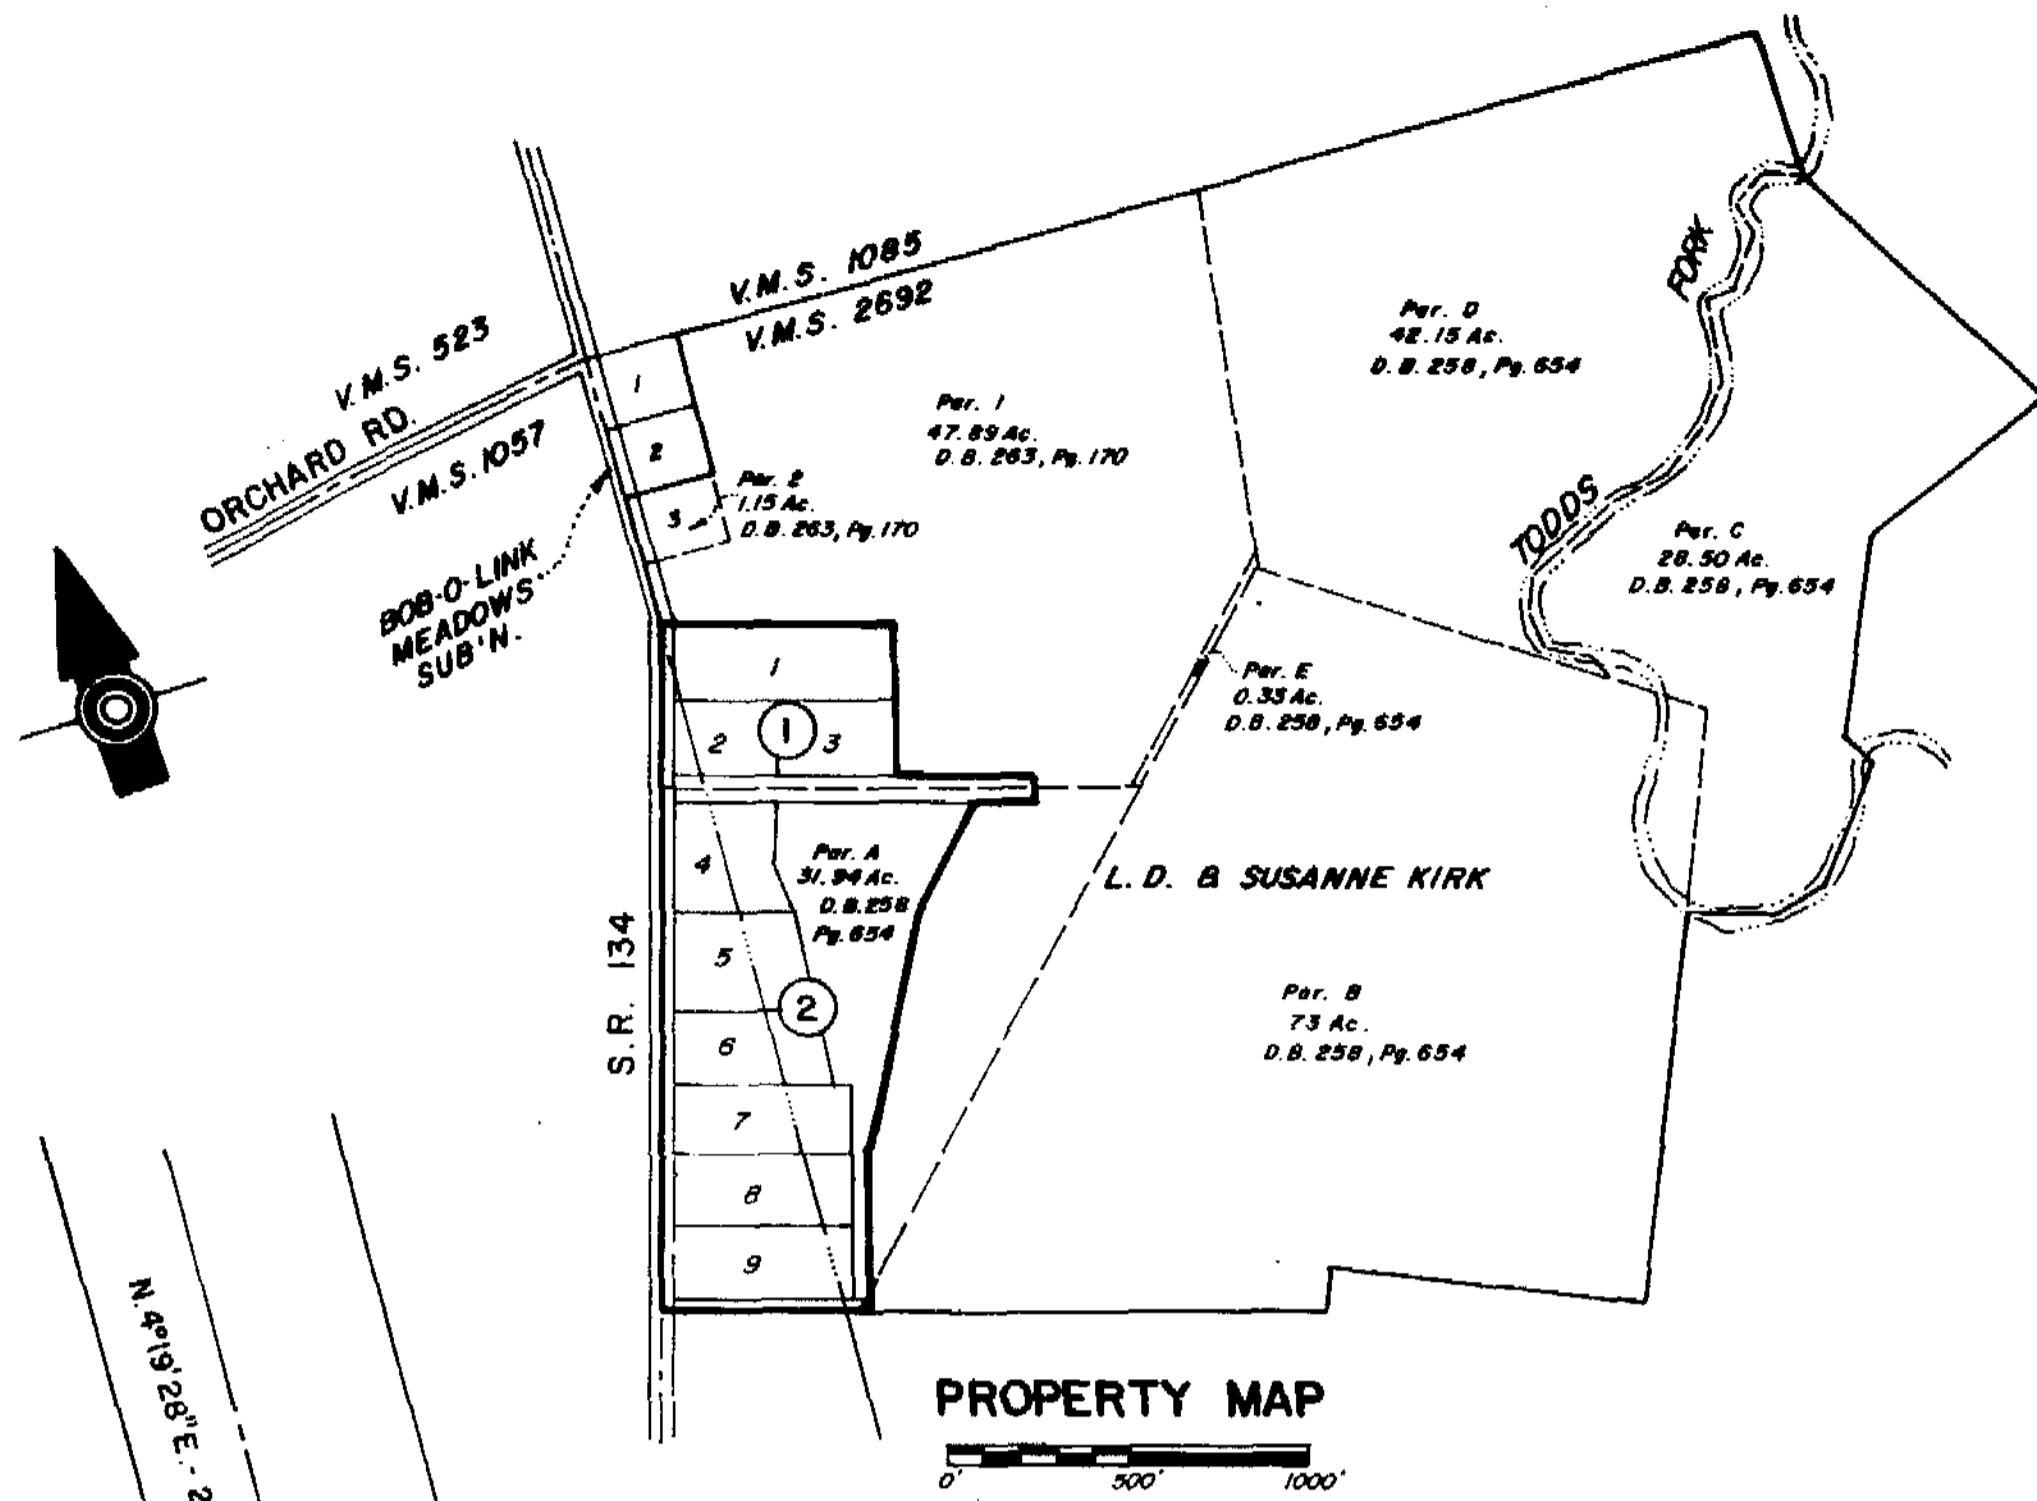 V.M.S. 1085
V.M.S. 2692
V.M.S. 523
ORCHARD RD.
V.M.S. 1057
BOB-O-LINK
MEADOWS
SUB'N.
1
2
3
Par. 2
1.15 Ac.
D.B. 263, Pg. 170
Par. 1
47.89 Ac.
D.B. 263, Pg. 170
Par. D
42.15 Ac.
D.B. 258, Pg. 654
TODDS
FORK
Par. C
28.50 Ac.
D.B. 258, Pg. 654
Par. E
0.33 Ac.
D.B. 258, Pg. 654
1
2
1
3
4
Par. A
31.94 Ac.
D.B. 258
Pg. 654
L. D. & SUSANNE KIRK
S.R. 134
5
2
6
7
8
9
Par. B
73 Ac.
D.B. 258, Pg. 654
N. 4°19'28" E. - 2
PROPERTY MAP
0' 500' 1000'